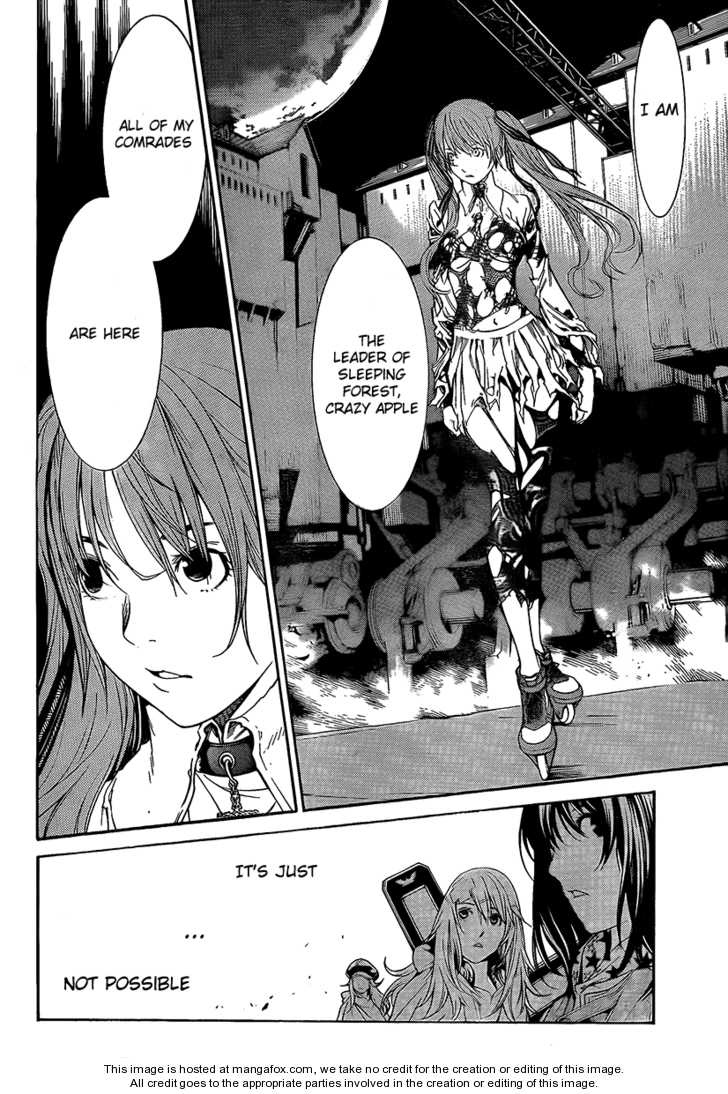 I AM
THE
LEADER OF
SLEEPING
FOREST,
CRAZY APPLE
ALL OF MY
COMRADES
ARE HERE
IT'S JUST
...
NOT POSSIBLE
This image is hosted at mangafox.com, we take no credit for the creation or editing of this image.
All credit goes to the appropriate parties involved in the creation or editing of this image.